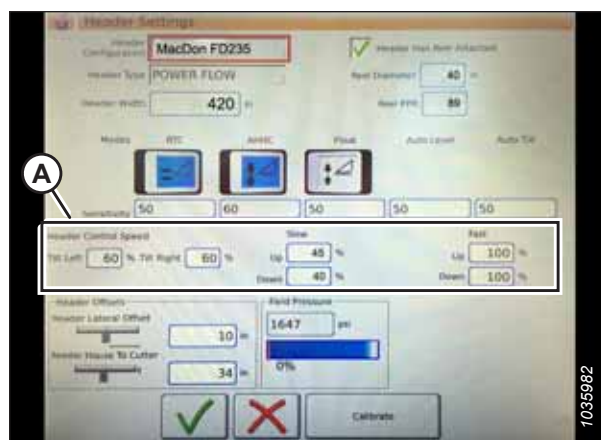 Header Settings
Header Configuration MacDon FD235
Header Has Reel Attached
Header Type POWER FLOW
Reel Diameter 40 in
Header Width 420 in
Reel PPR 89
Modes RTC AHHC Float Auto Level Auto Tilt
A
Sensitivity 50 60 50 50 50
Header Control Speed Slow Fast
Tilt Left 60 % Tilt Right 60 % Up 45 % Up 100 %
Down 40 % Down 100 %
Header Offsets Field Pressure
Header Lateral Offset
1647 psi
10 in
Feeder House To Cutter
0%
34 in
Calibrate
1035982